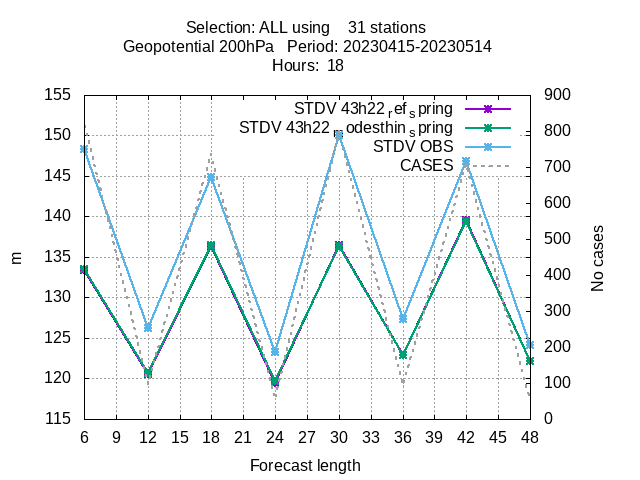 Selection: ALL using 31 stations
Geopotential 200hPa Period: 20230415-20230514
Hours: 18
STDV 43h22_ref_spring
STDV 43h22_nodesthin_spring
STDV OBS
CASES
155
150
145
140
135
130
125
120
115
m
900
800
700
600
500
400
300
200
100
0
No cases
6 9 12 15 18 21 24 27 30 33 36 39 42 45 48
Forecast length